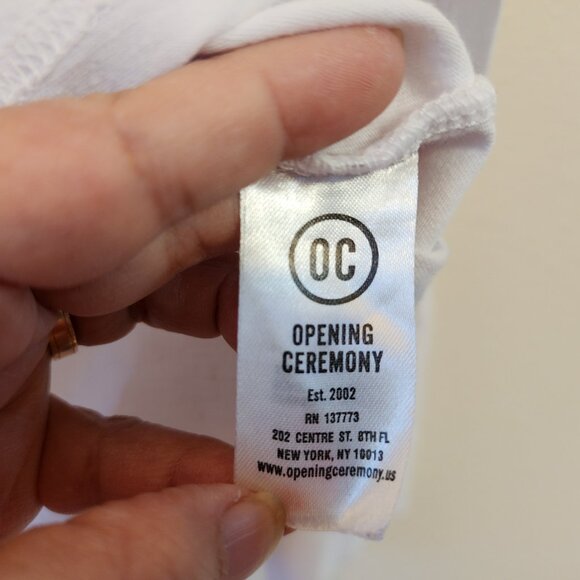 OC
OPENING
CEREMONY
Est. 2002
RN 137773
202 CENTRE ST. 8TH FL
NEW YORK, NY 10013
www.openingceremony.us